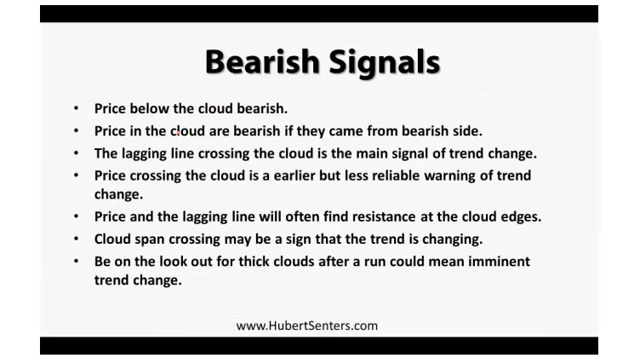 Bearish Signals
• Price below the cloud bearish.
• Price in the cloud are bearish if they came from bearish side.
• The lagging line crossing the cloud is the main signal of trend change.
• Price crossing the cloud is a earlier but less reliable warning of trend
change.
• Price and the lagging line will often find resistance at the cloud edges.
• Cloud span crossing may be a sign that the trend is changing.
• Be on the look out for thick clouds after a run could mean imminent
trend change.
www.HubertSenters.com